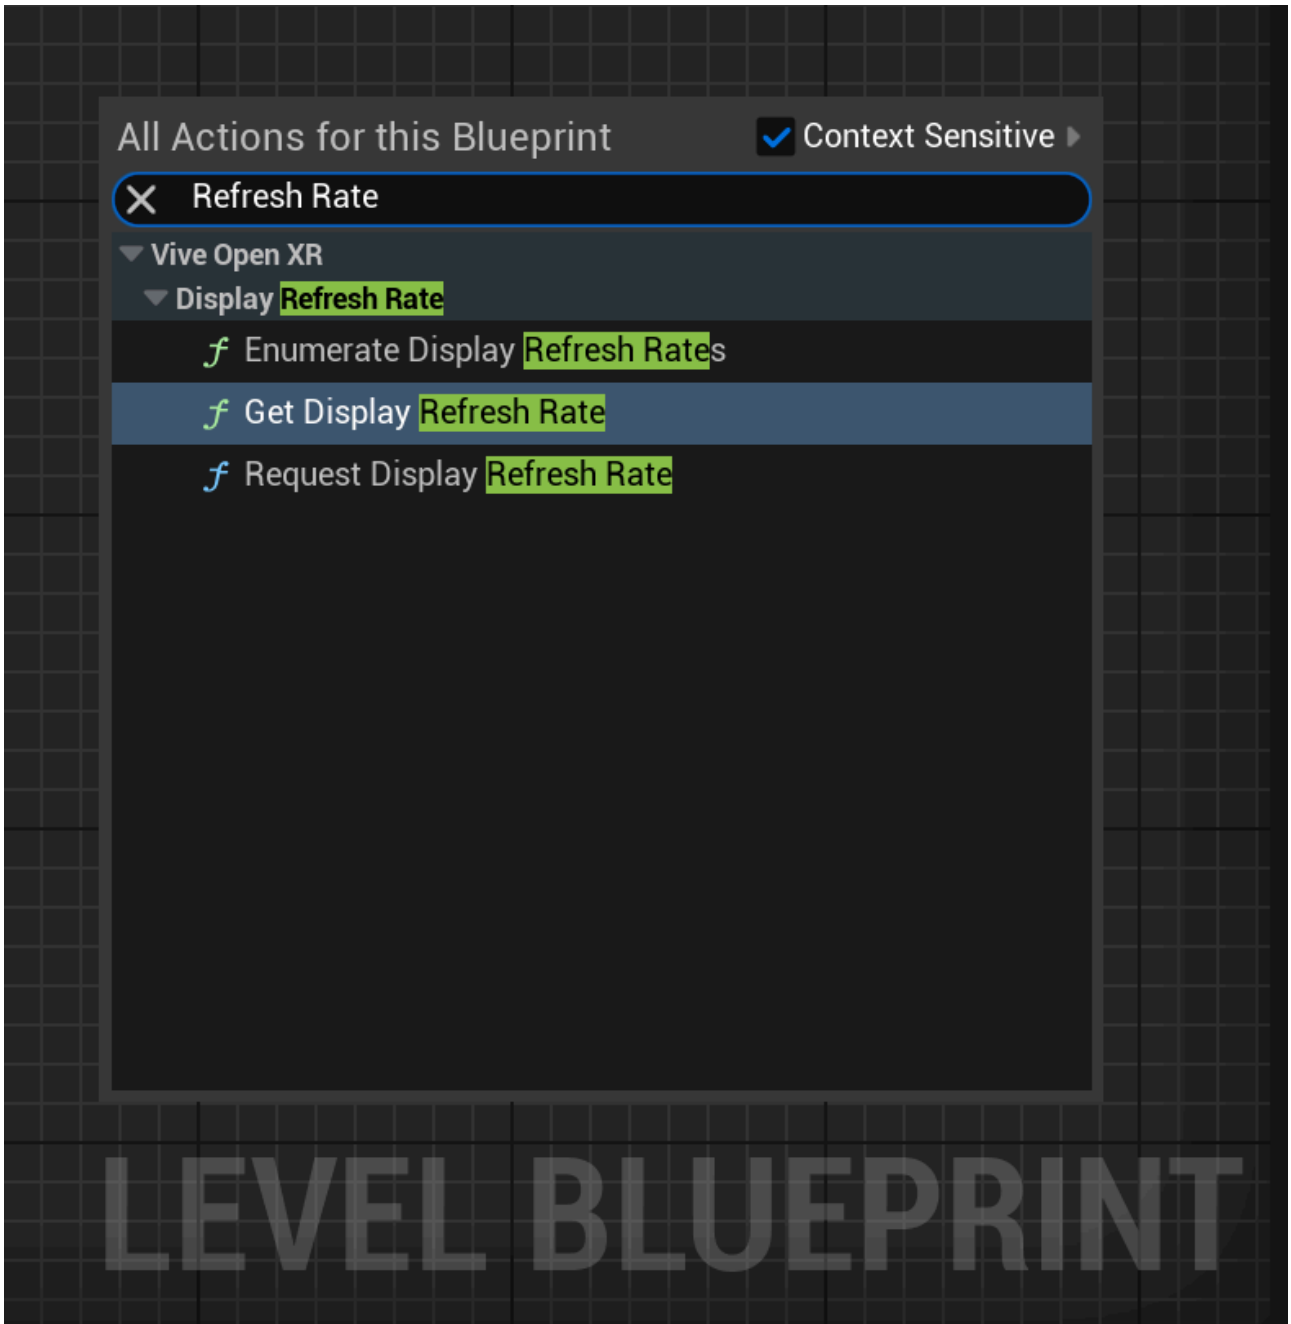 All Actions for this Blueprint Context Sensitive
Refresh Rate
Vive Open XR
Display Refresh Rate
f Enumerate Display Refresh Rates
f Get Display Refresh Rate
f Request Display Refresh Rate
LEVEL BLUEPRINT